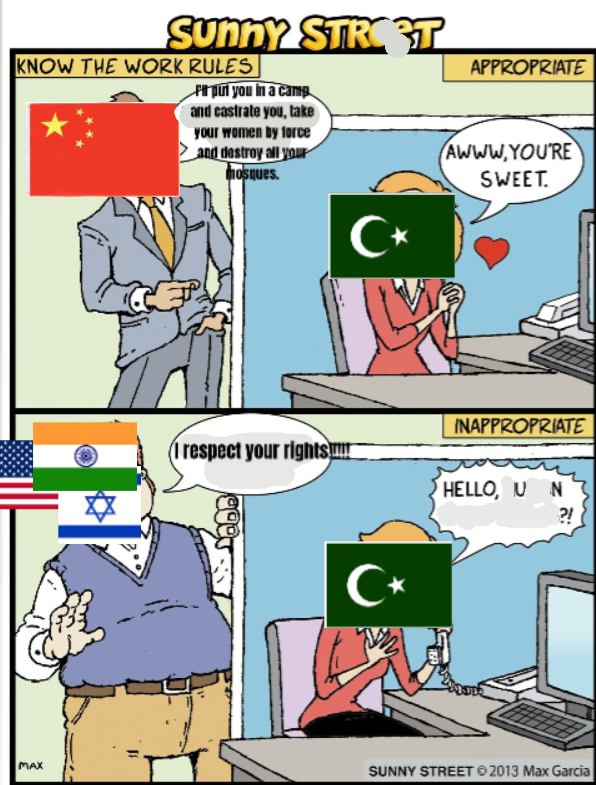 SUNNY STREET
KNOW THE WORK RULES
APPROPRIATE
I'll put you in a camp
and castrate you, take
your women by force
and destroy all your
mosques.
AWWW, YOU'RE
SWEET.
INAPPROPRIATE
I respect your rights!!!!!
HELLO,
?!
MAX
SUNNY STREET © 2013 Max Garcia